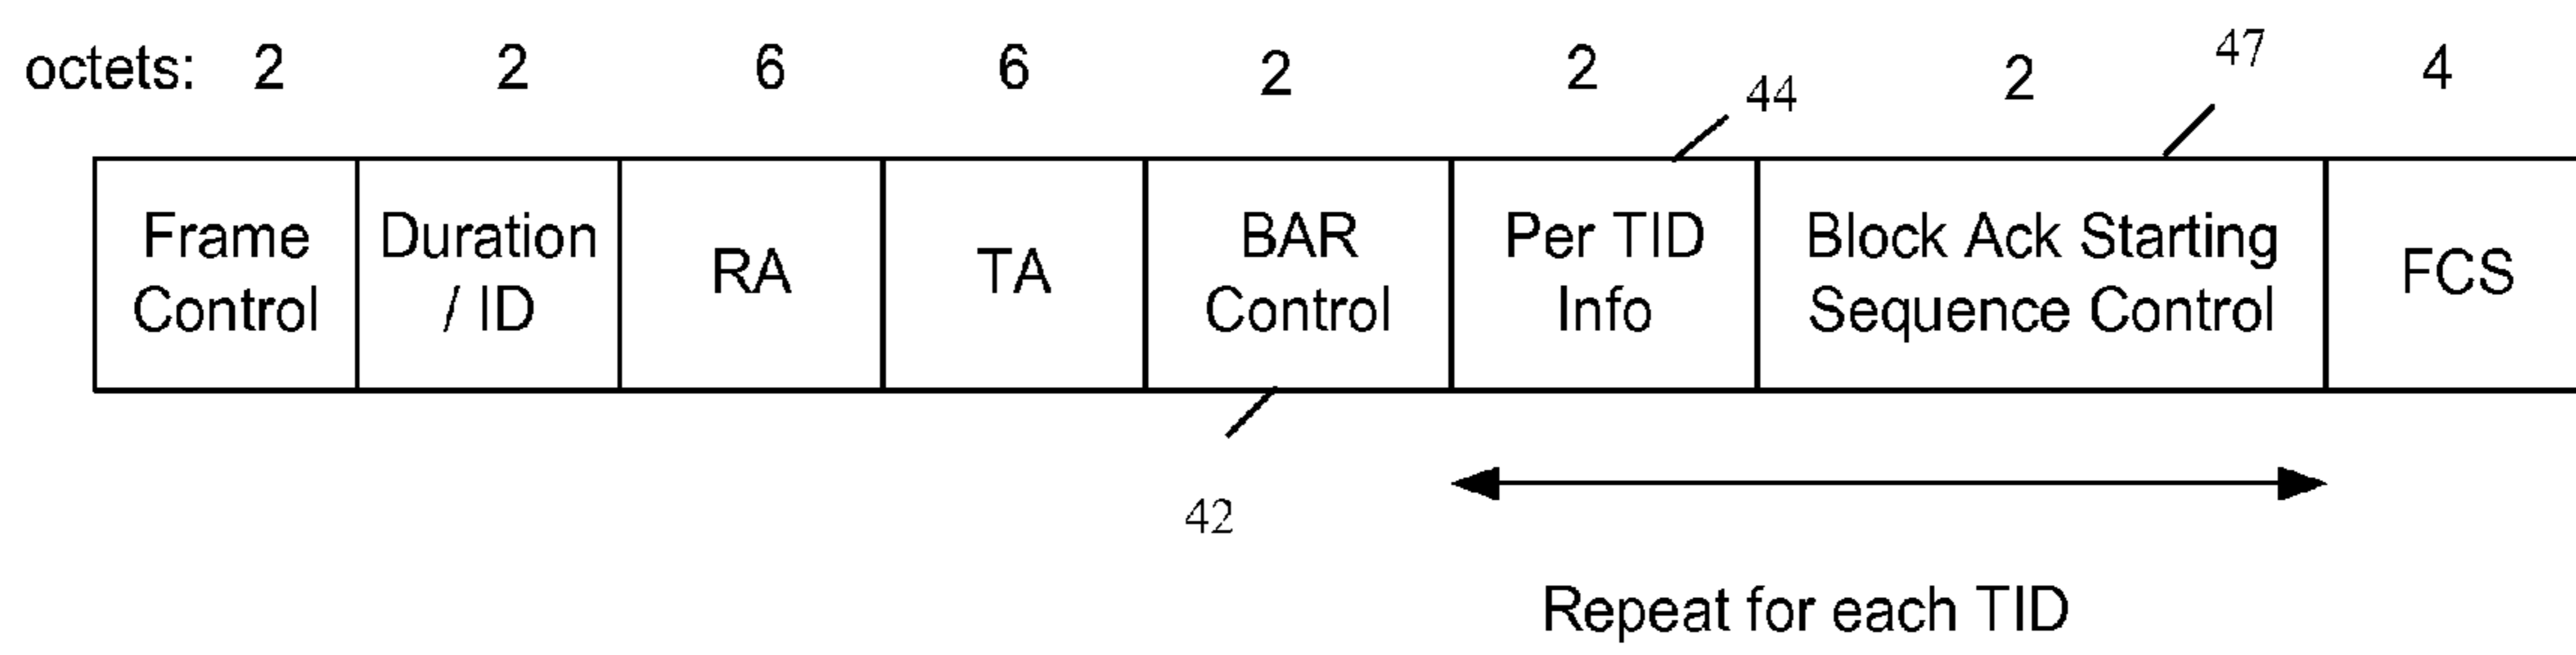 octets: 2 2 6 6 2 2 44 2 47 4
Frame Control
Duration / ID
RA
TA
BAR Control
Per TID Info
Block Ack Starting Sequence Control
FCS
42
Repeat for each TID